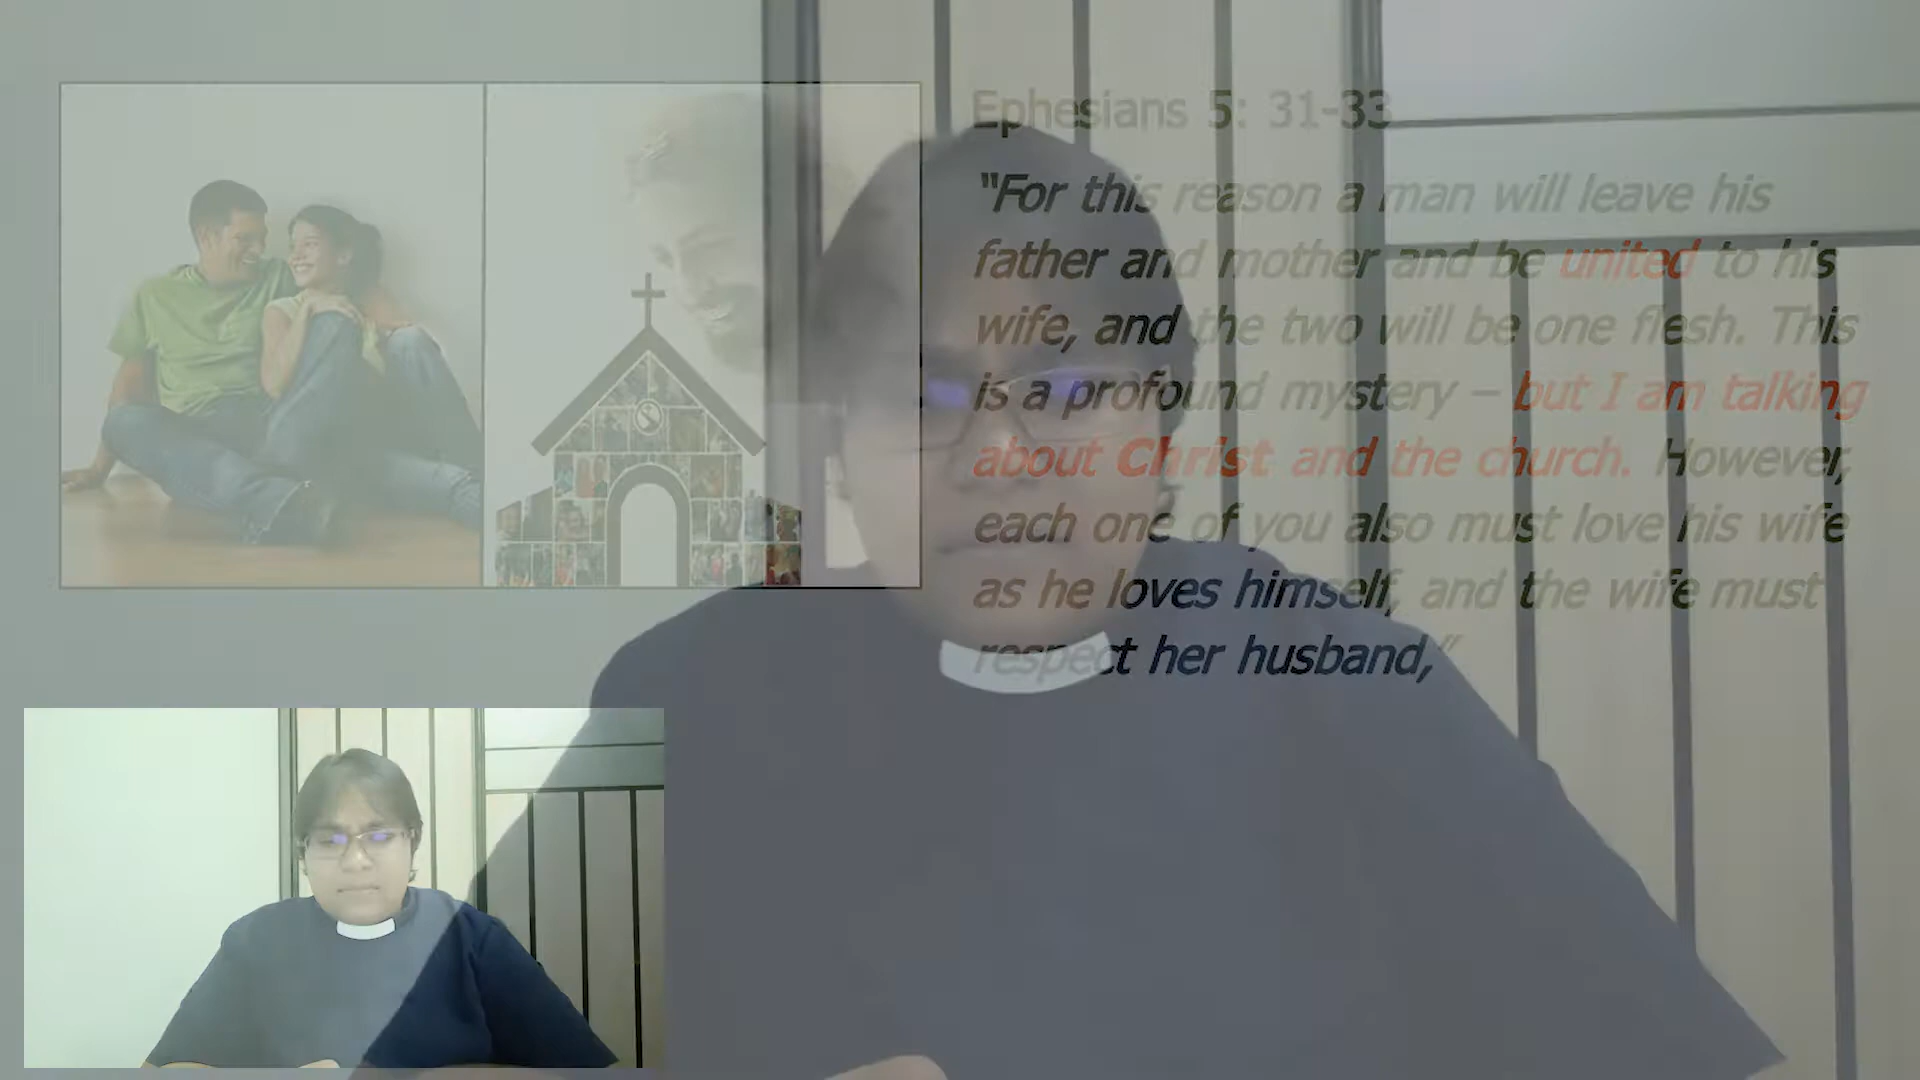 Ephesians 5: 31-33
“For this reason a man will leave his
father and mother and be united to his
wife, and the two will be one flesh. This
is a profound mystery – but I am talking
about Christ and the church. However,
each one of you also must love his wife
as he loves himself, and the wife must
respect her husband,”